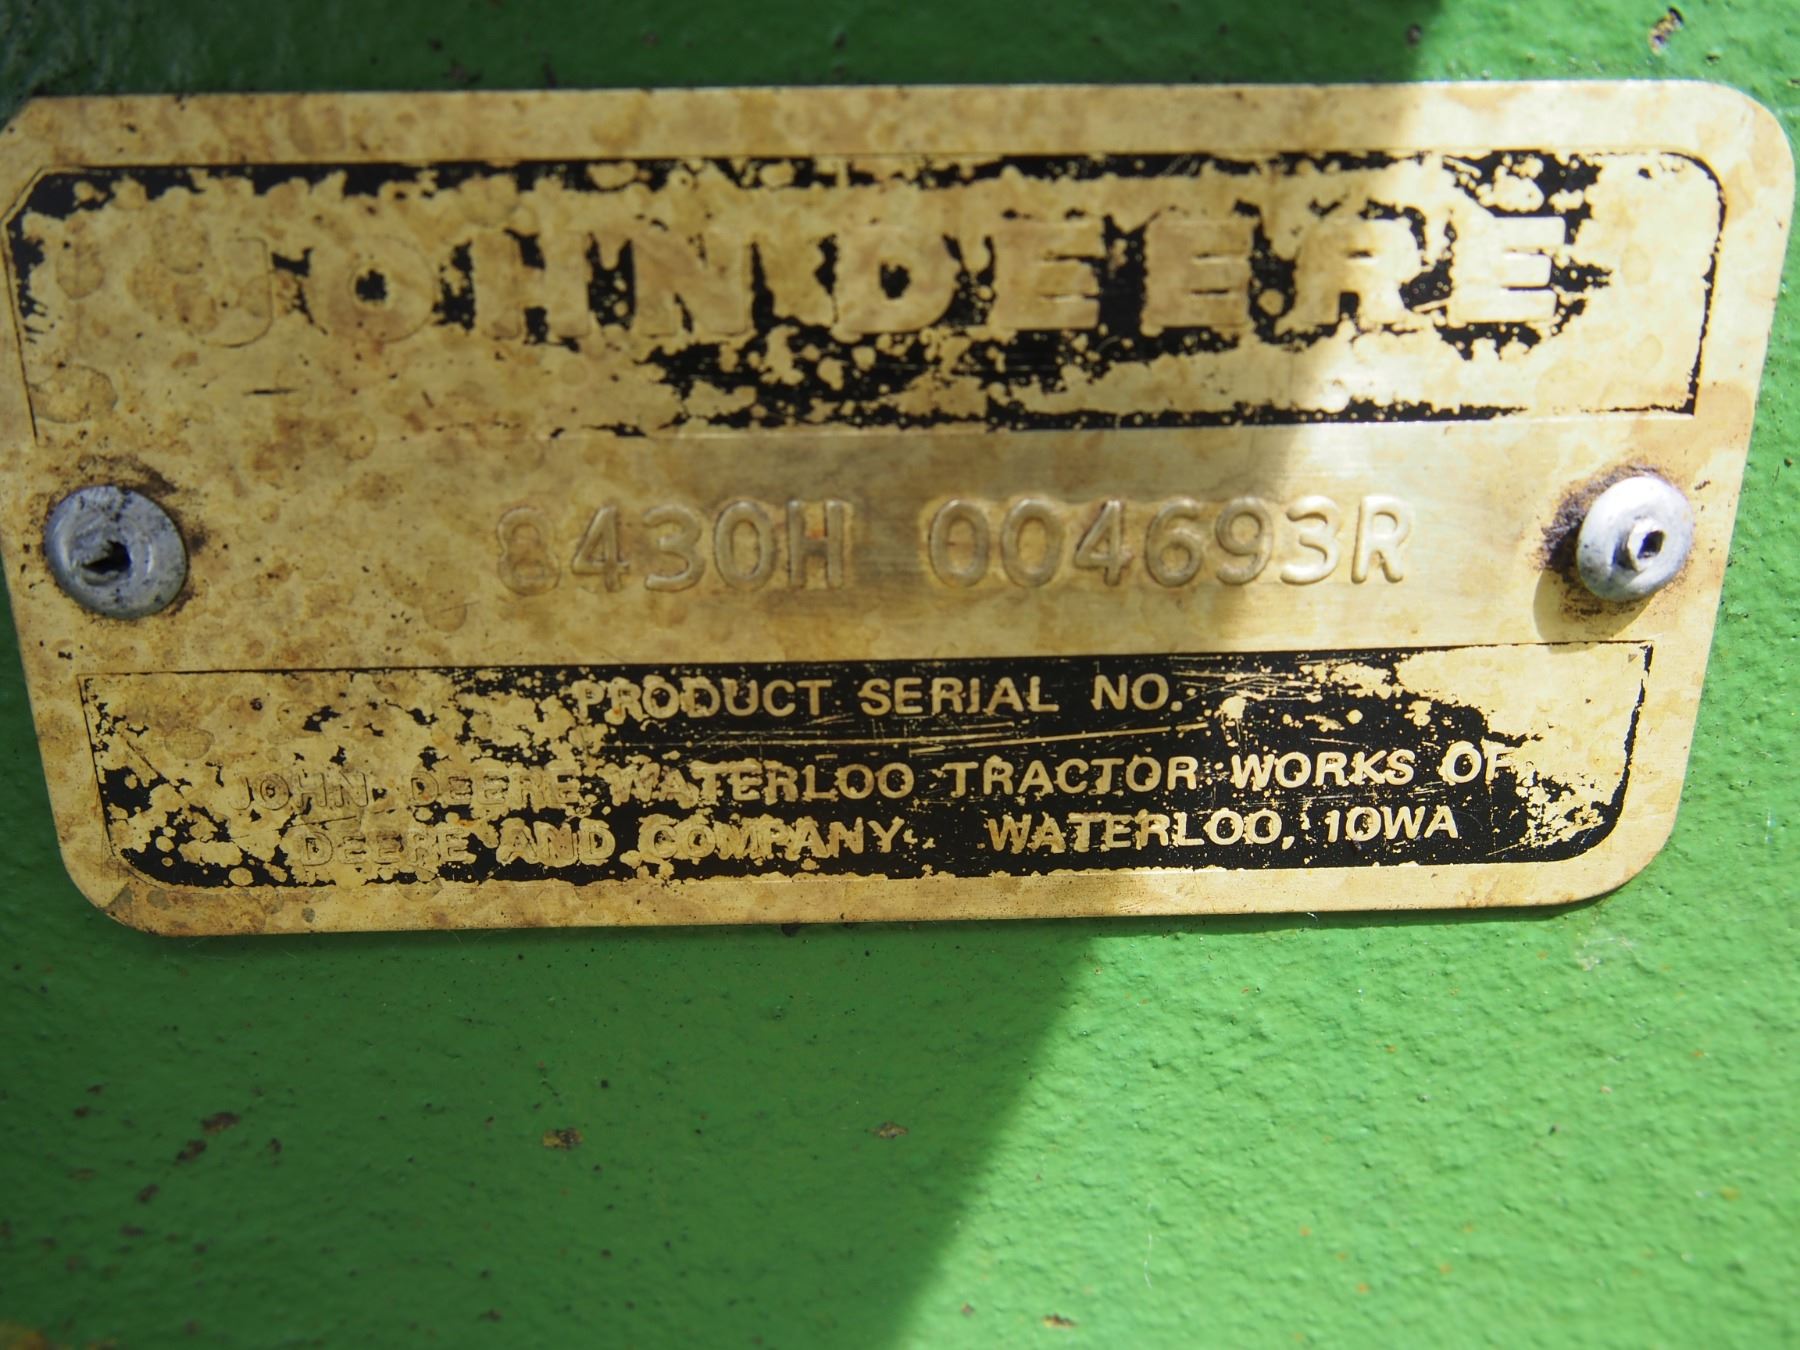 JOHN DEERE
8430H 004693R
PRODUCT SERIAL NO.
JOHN DEERE WATERLOO TRACTOR WORKS OF
DEERE AND COMPANY WATERLOO, IOWA